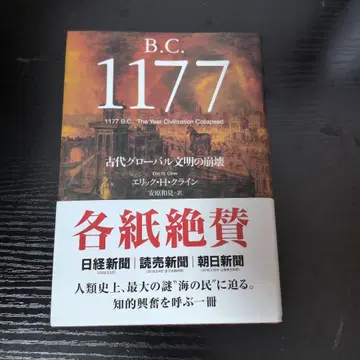 B.C.
1177
1177 B.C. The Year Civilization Collapsed
古代グローバル文明の崩壊
Eric H. Cline
エリック・H・クライン
安原和見・訳
各紙絶賛
日経新聞｜読売新聞｜朝日新聞
人類史上、最大の謎“海の民”に迫る。
知的興奮を呼ぶ一冊